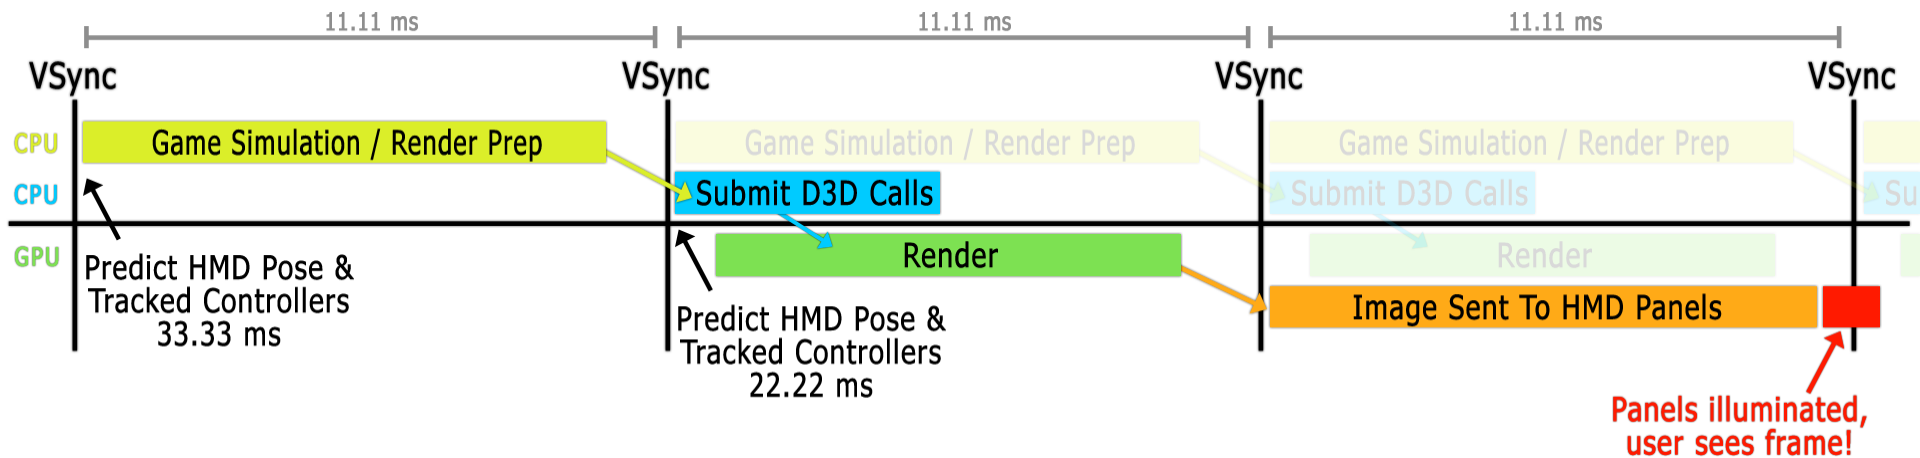 11.11 ms 11.11 ms 11.11 ms
VSync VSync VSync VSync
CPU Game Simulation / Render Prep Game Simulation / Render Prep Game Simulation / Render Prep
CPU Submit D3D Calls Submit D3D Calls Su
GPU Render Render
Predict HMD Pose &
Tracked Controllers
33.33 ms
Image Sent To HMD Panels
Predict HMD Pose &
Tracked Controllers
22.22 ms
Panels illuminated,
user sees frame!